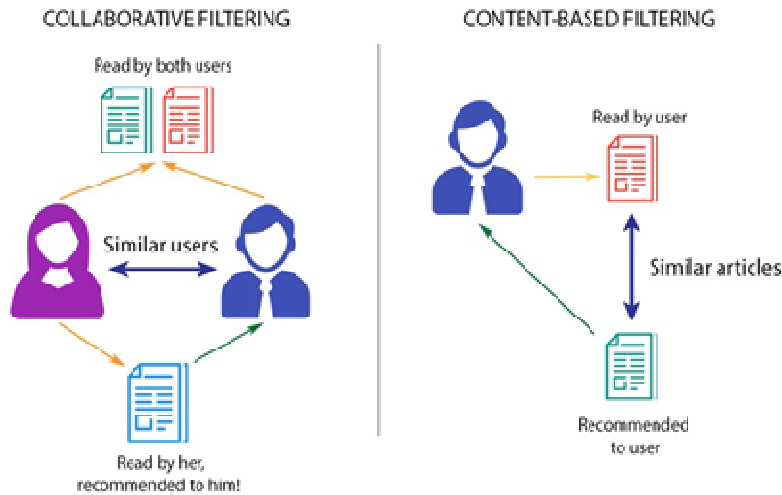 COLLABORATIVE FILTERING
Read by both users
Similar users
Read by her,
recommended to him!
CONTENT-BASED FILTERING
Read by user
Similar articles
Recommended
to user